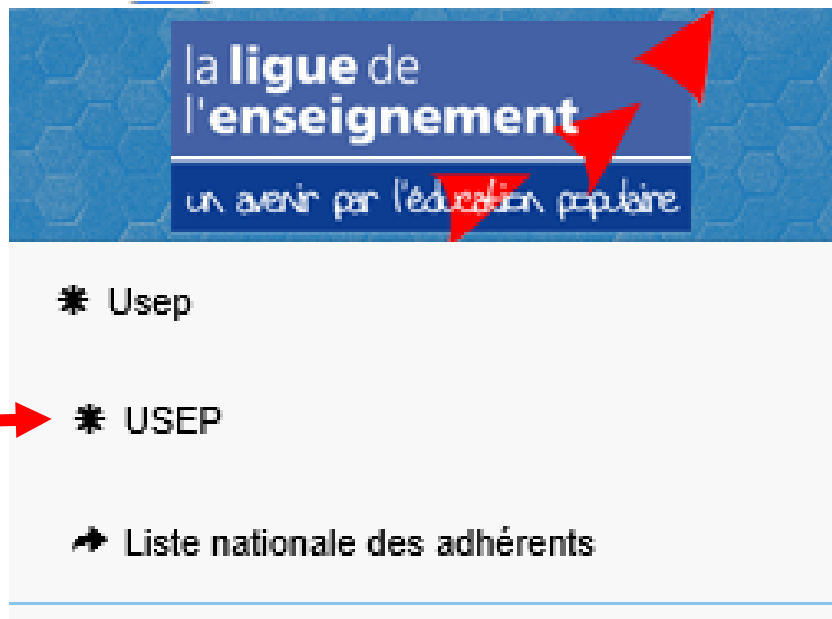 la ligue de
l'enseignement
un avenir par l'éducation populaire
Usep
USEP
Liste nationale des adhérents